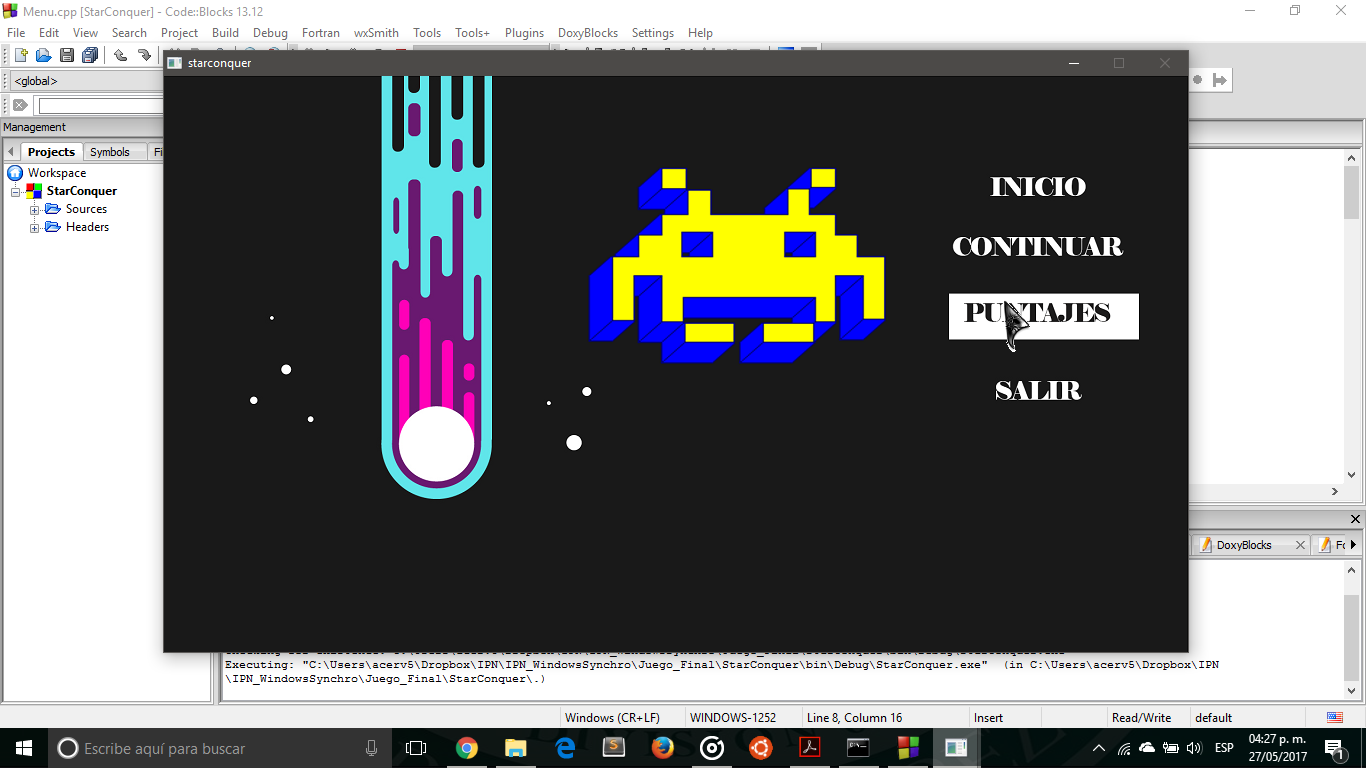 Menu.cpp [StarConquer] - Code::Blocks 13.12
File Edit View Search Project Build Debug Fortran wxSmith Tools Tools+ Plugins DoxyBlocks Settings Help
starconquer
<global>
Management
Projects Symbols
Workspace
StarConquer
Sources
Headers
INICIO
CONTINUAR
PUNTAJES
SALIR
DoxyBlocks
Executing: "C:\Users\acerv5\Dropbox\IPN\IPN_WindowsSynchro\Juego_Final\StarConquer\bin\Debug\StarConquer.exe" (in C:\Users\acerv5\Dropbox\IPN
\IPN_WindowsSynchro\Juego_Final\StarConquer\.)
Windows (CR+LF) WINDOWS-1252 Line 8, Column 16 Insert Read/Write default
Escribe aquí para buscar
ESP
04:27 p. m.
27/05/2017
1